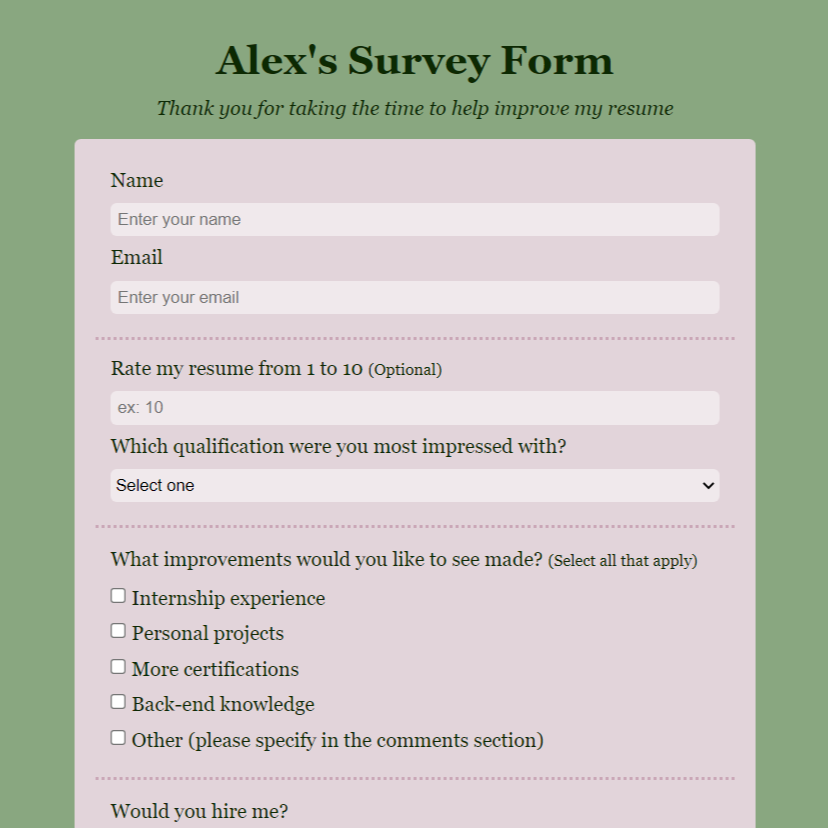 Alex's Survey Form
Thank you for taking the time to help improve my resume
Name
Enter your name
Email
Enter your email
Rate my resume from 1 to 10 (Optional)
ex: 10
Which qualification were you most impressed with?
Select one
What improvements would you like to see made? (Select all that apply)
Internship experience
Personal projects
More certifications
Back-end knowledge
Other (please specify in the comments section)
Would you hire me?